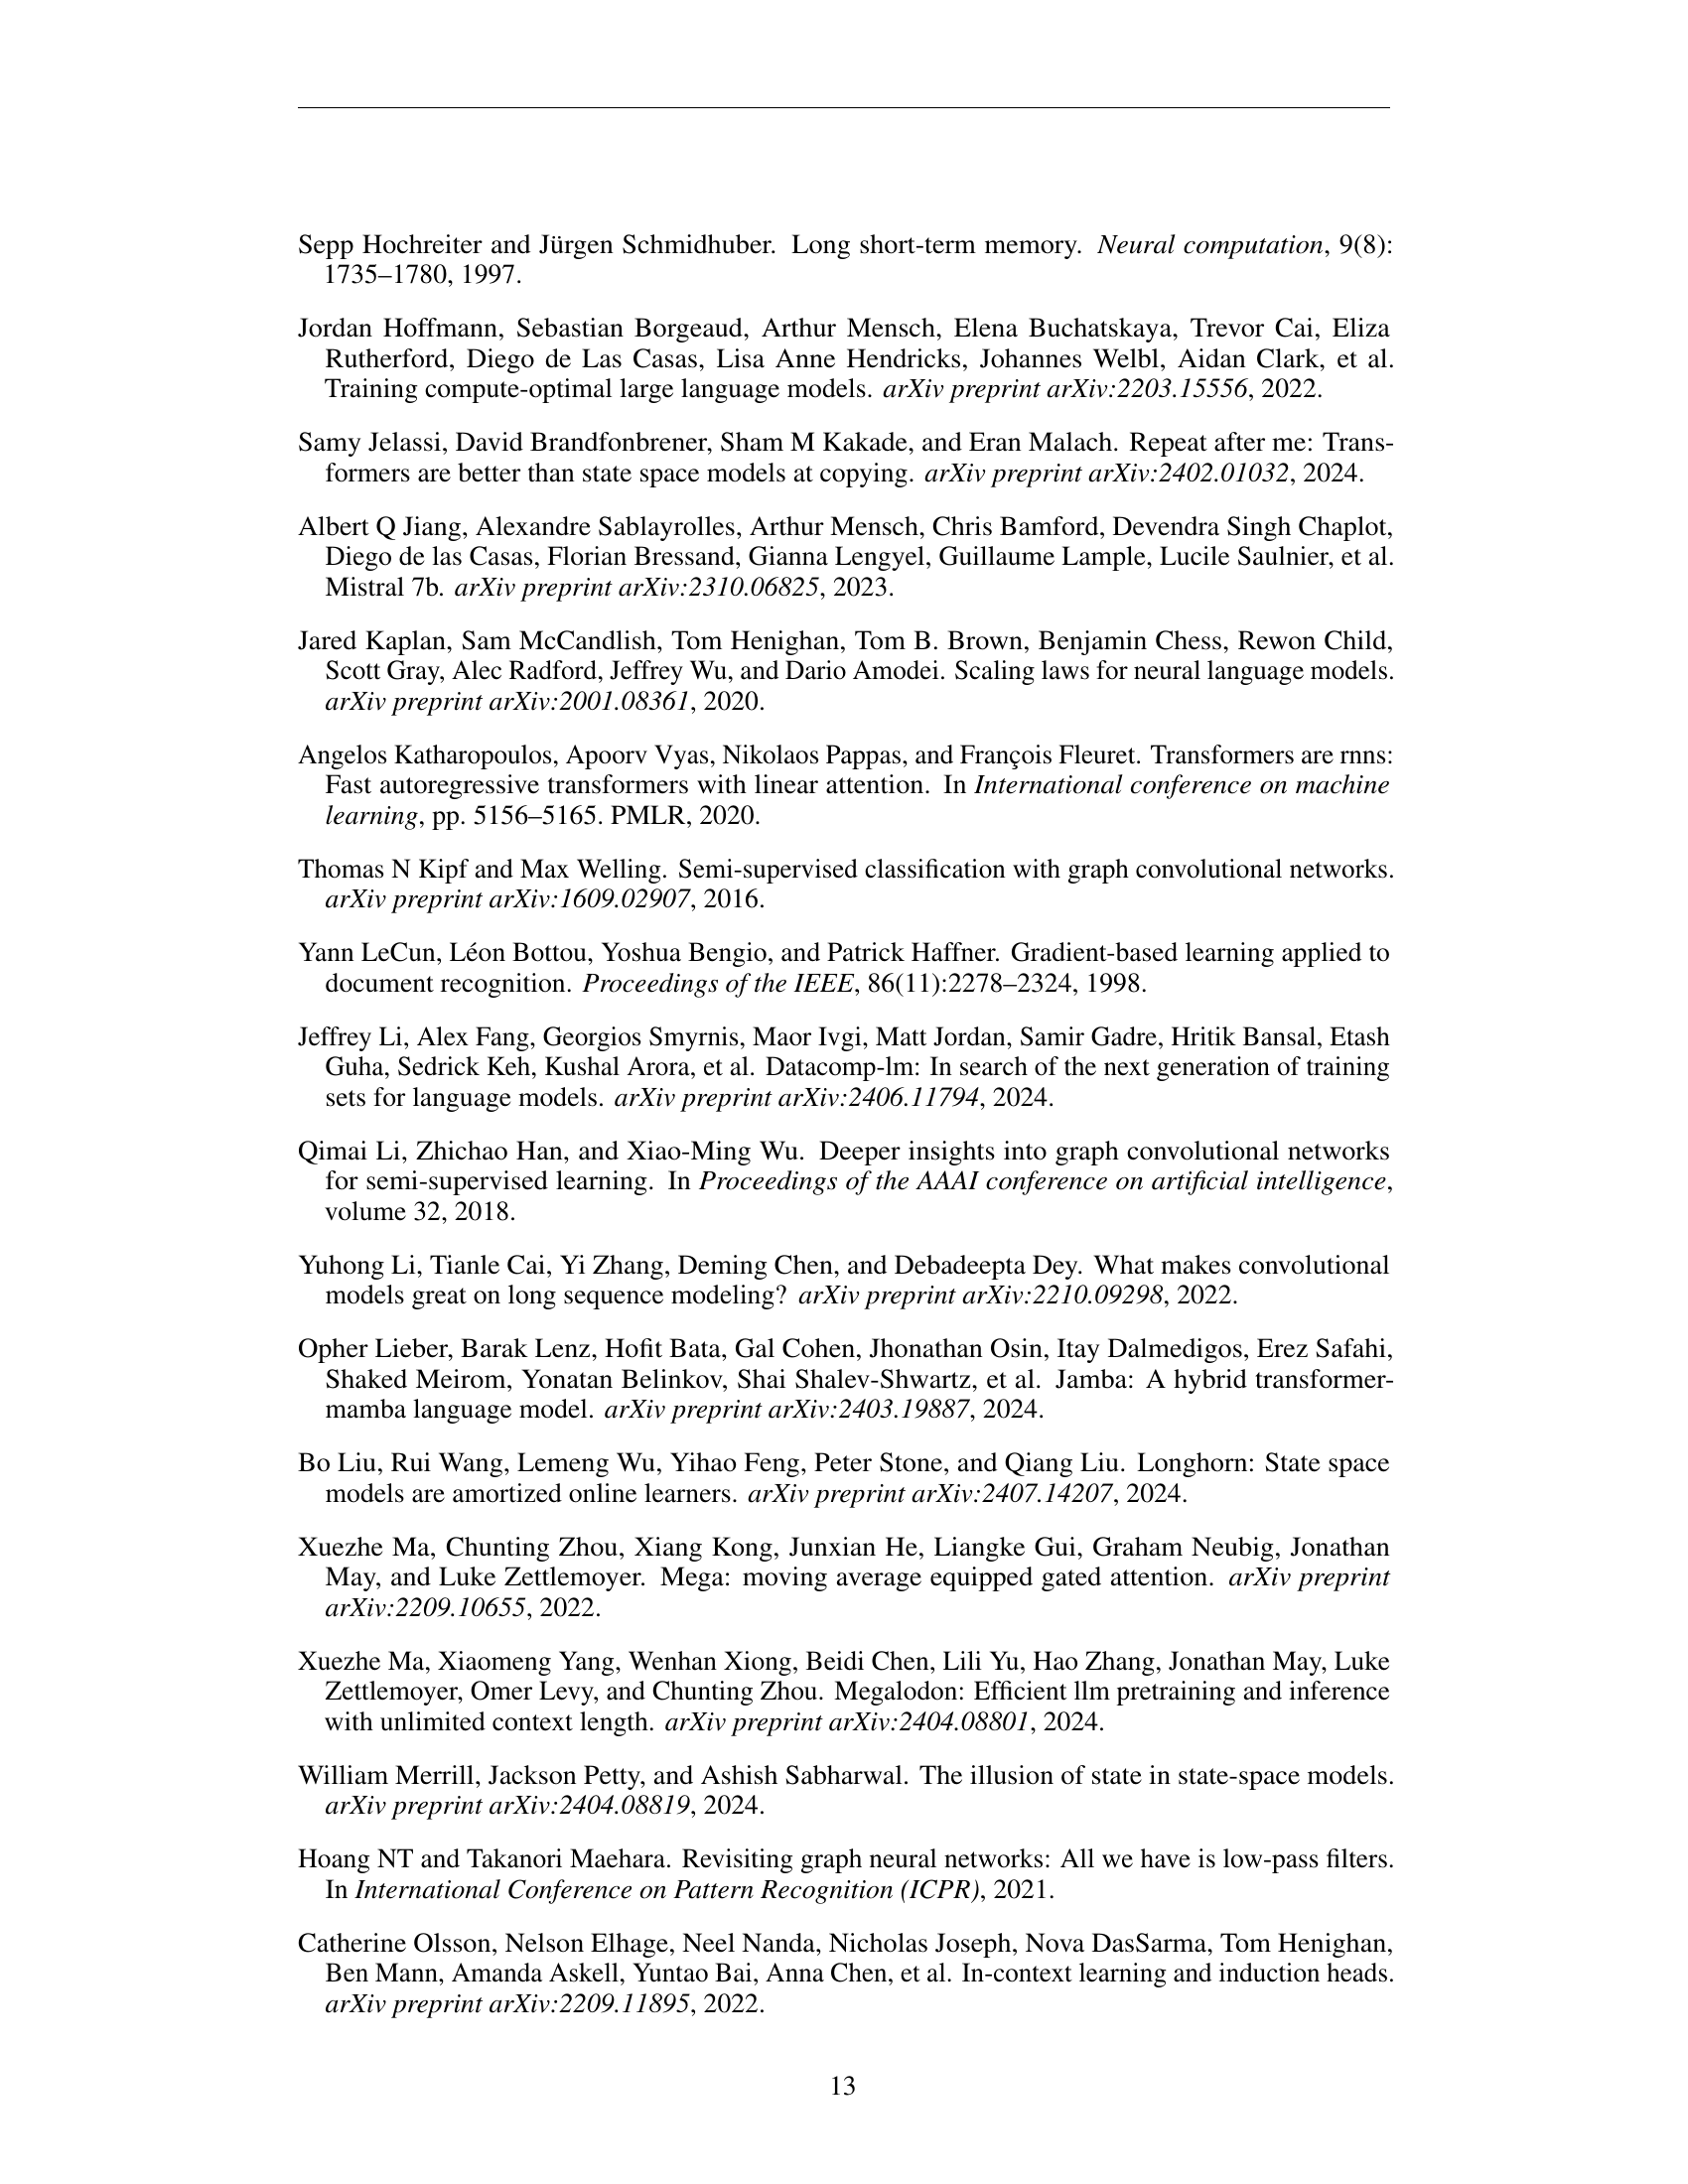 Sepp Hochreiter and Jürgen Schmidhuber. Long short-term memory. Neural computation, 9(8):
1735–1780, 1997.
Jordan Hoffmann, Sebastian Borgeaud, Arthur Mensch, Elena Buchatskaya, Trevor Cai, Eliza
Rutherford, Diego de Las Casas, Lisa Anne Hendricks, Johannes Welbl, Aidan Clark, et al.
Training compute-optimal large language models. arXiv preprint arXiv:2203.15556, 2022.
Samy Jelassi, David Brandfonbrener, Sham M Kakade, and Eran Malach. Repeat after me: Trans-
formers are better than state space models at copying. arXiv preprint arXiv:2402.01032, 2024.
Albert Q Jiang, Alexandre Sablayrolles, Arthur Mensch, Chris Bamford, Devendra Singh Chaplot,
Diego de las Casas, Florian Bressand, Gianna Lengyel, Guillaume Lample, Lucile Saulnier, et al.
Mistral 7b. arXiv preprint arXiv:2310.06825, 2023.
Jared Kaplan, Sam McCandlish, Tom Henighan, Tom B. Brown, Benjamin Chess, Rewon Child,
Scott Gray, Alec Radford, Jeffrey Wu, and Dario Amodei. Scaling laws for neural language models.
arXiv preprint arXiv:2001.08361, 2020.
Angelos Katharopoulos, Apoorv Vyas, Nikolaos Pappas, and François Fleuret. Transformers are rnns:
Fast autoregressive transformers with linear attention. In International conference on machine
learning, pp. 5156–5165. PMLR, 2020.
Thomas N Kipf and Max Welling. Semi-supervised classification with graph convolutional networks.
arXiv preprint arXiv:1609.02907, 2016.
Yann LeCun, Léon Bottou, Yoshua Bengio, and Patrick Haffner. Gradient-based learning applied to
document recognition. Proceedings of the IEEE, 86(11):2278–2324, 1998.
Jeffrey Li, Alex Fang, Georgios Smyrnis, Maor Ivgi, Matt Jordan, Samir Gadre, Hritik Bansal, Etash
Guha, Sedrick Keh, Kushal Arora, et al. Datacomp-lm: In search of the next generation of training
sets for language models. arXiv preprint arXiv:2406.11794, 2024.
Qimai Li, Zhichao Han, and Xiao-Ming Wu. Deeper insights into graph convolutional networks
for semi-supervised learning. In Proceedings of the AAAI conference on artificial intelligence,
volume 32, 2018.
Yuhong Li, Tianle Cai, Yi Zhang, Deming Chen, and Debadeepta Dey. What makes convolutional
models great on long sequence modeling? arXiv preprint arXiv:2210.09298, 2022.
Opher Lieber, Barak Lenz, Hofit Bata, Gal Cohen, Jhonathan Osin, Itay Dalmedigos, Erez Safahi,
Shaked Meirom, Yonatan Belinkov, Shai Shalev-Shwartz, et al. Jamba: A hybrid transformer-
mamba language model. arXiv preprint arXiv:2403.19887, 2024.
Bo Liu, Rui Wang, Lemeng Wu, Yihao Feng, Peter Stone, and Qiang Liu. Longhorn: State space
models are amortized online learners. arXiv preprint arXiv:2407.14207, 2024.
Xuezhe Ma, Chunting Zhou, Xiang Kong, Junxian He, Liangke Gui, Graham Neubig, Jonathan
May, and Luke Zettlemoyer. Mega: moving average equipped gated attention. arXiv preprint
arXiv:2209.10655, 2022.
Xuezhe Ma, Xiaomeng Yang, Wenhan Xiong, Beidi Chen, Lili Yu, Hao Zhang, Jonathan May, Luke
Zettlemoyer, Omer Levy, and Chunting Zhou. Megalodon: Efficient llm pretraining and inference
with unlimited context length. arXiv preprint arXiv:2404.08801, 2024.
William Merrill, Jackson Petty, and Ashish Sabharwal. The illusion of state in state-space models.
arXiv preprint arXiv:2404.08819, 2024.
Hoang NT and Takanori Maehara. Revisiting graph neural networks: All we have is low-pass filters.
In International Conference on Pattern Recognition (ICPR), 2021.
Catherine Olsson, Nelson Elhage, Neel Nanda, Nicholas Joseph, Nova DasSarma, Tom Henighan,
Ben Mann, Amanda Askell, Yuntao Bai, Anna Chen, et al. In-context learning and induction heads.
arXiv preprint arXiv:2209.11895, 2022.
13